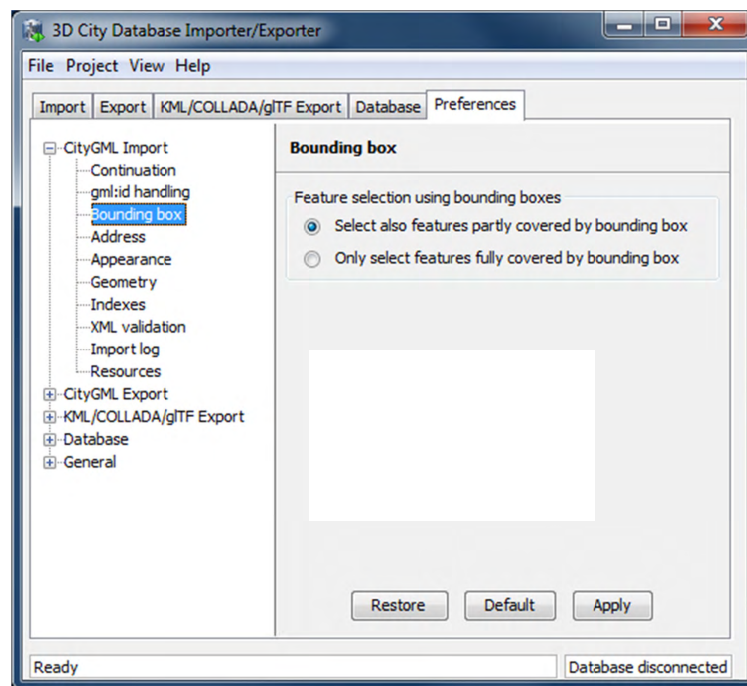 3D City Database Importer/Exporter
File Project View Help
Import Export KML/COLLADA/glTF Export Database Preferences
CityGML Import
Continuation
gml:id handling
Bounding box
Address
Appearance
Geometry
Indexes
XML validation
Import log
Resources
CityGML Export
KML/COLLADA/glTF Export
Database
General
Bounding box
Feature selection using bounding boxes
Select also features partly covered by bounding box
Only select features fully covered by bounding box
Restore Default Apply
Ready
Database disconnected